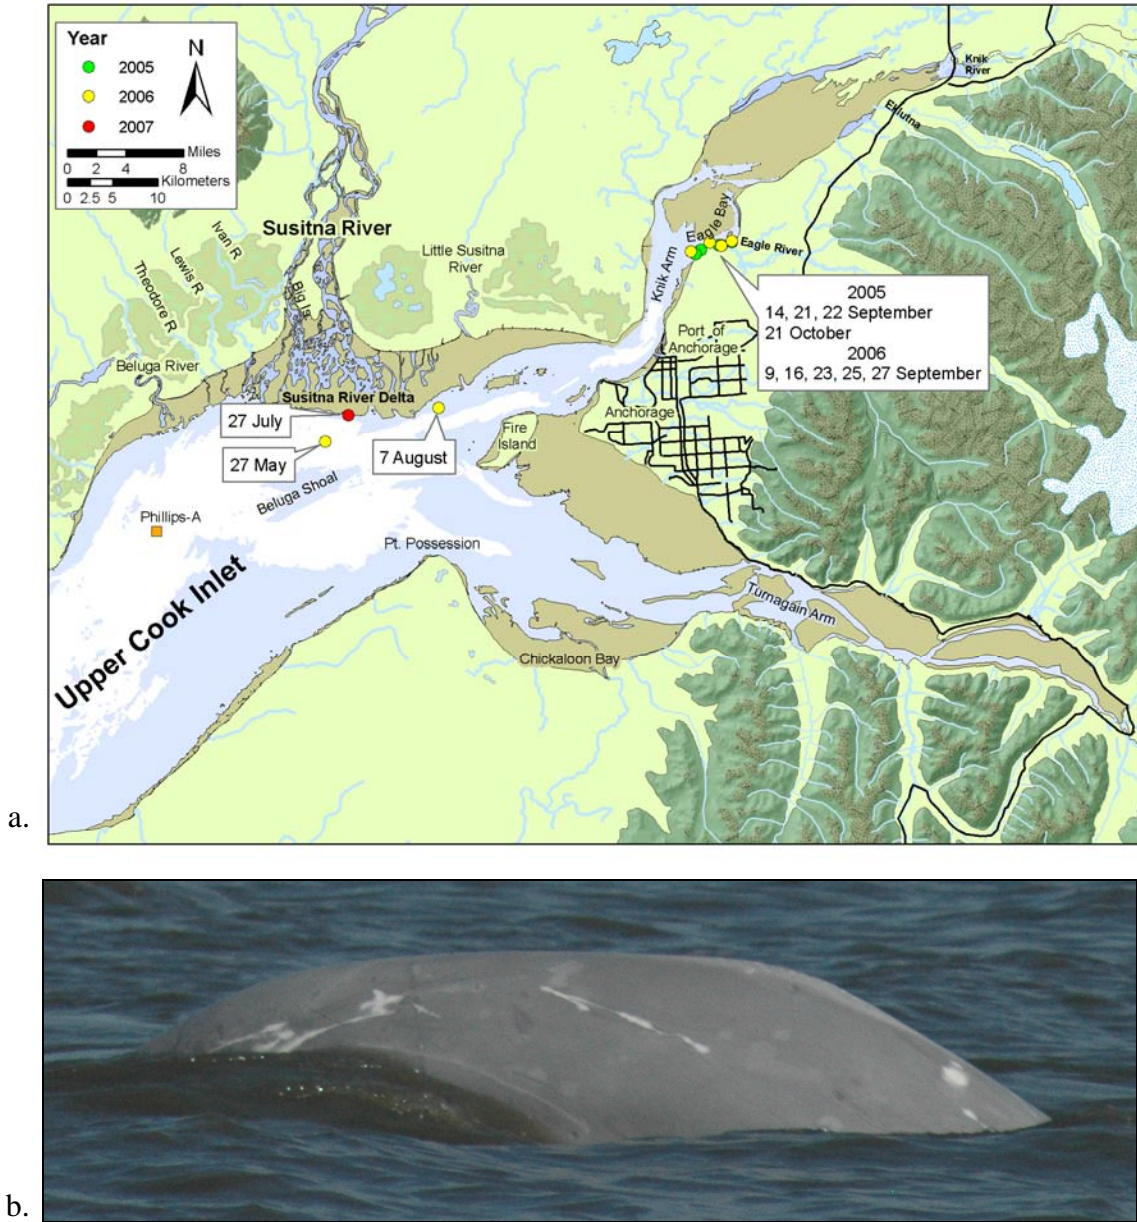 Year
N
2005
2006
2007
Miles
0 2 4 8
Kilometers
0 2.5 5 10
Knik
River
Eklutna
Susitna River
Ivan R
Lewis R
Theodore R
Big Is
Little Susitna
River
Eagle Bay
Eagle River
Knik Arm
2005
14, 21, 22 September
21 October
2006
9, 16, 23, 25, 27 September
Port of
Anchorage
Beluga River
Susitna River Delta
27 July
27 May
7 August
Fire
Island
Anchorage
Beluga Shoal
Phillips-A
Pt. Possession
Upper Cook Inlet
Turnagain Arm
Chickaloon Bay
a.
b.